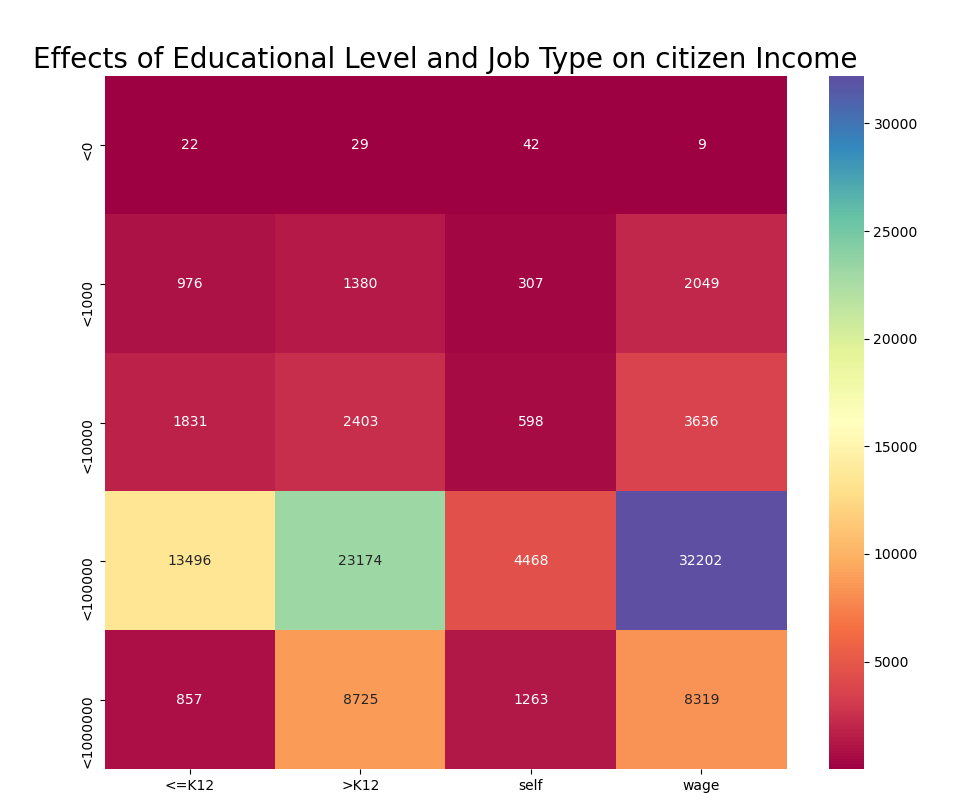 Effects of Educational Level and Job Type on citizen Income
<0 22 29 42 9
<1000 976 1380 307 2049
<10000 1831 2403 598 3636
<100000 13496 23174 4468 32202
<1000000 857 8725 1263 8319
<=K12 >K12 self wage
30000
25000
20000
15000
10000
5000